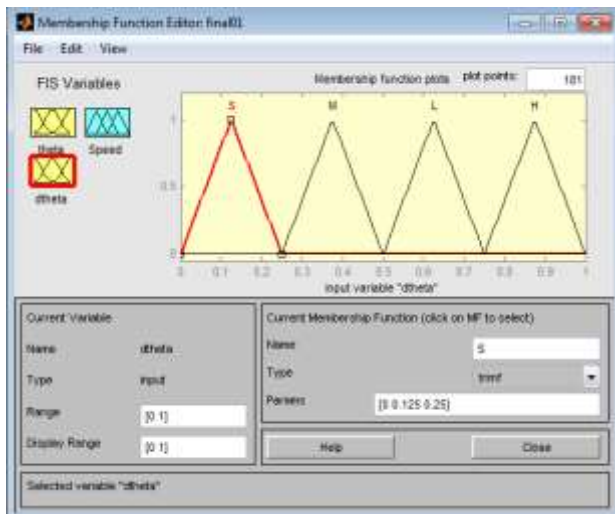 Membership Function Editor: final01
File Edit View
FIS Variables
Membership function plots plot points: 181
theta Speed
dtheta
S M L H
1
0.5
0
0 0.1 0.2 0.3 0.4 0.5 0.6 0.7 0.8 0.9 1
input variable "dtheta"
Current Variable
Name dtheta
Type input
Range [0 1]
Display Range [0 1]
Current Membership Function (click on MF to select)
Name S
Type trimf
Params [0 0.125 0.25]
Help Close
Selected variable "dtheta"